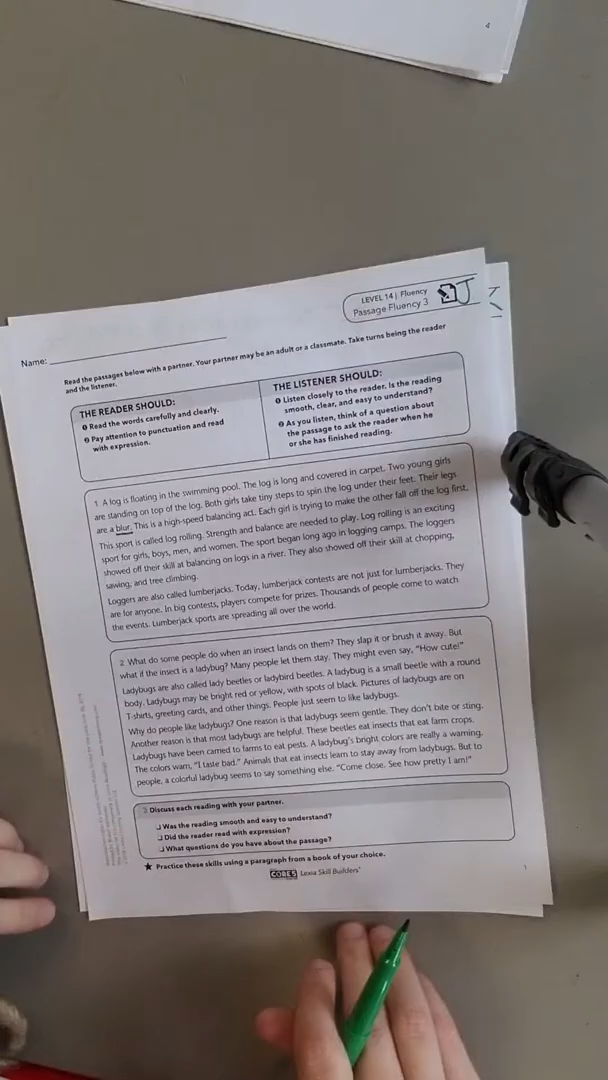 4
LEVEL 14 | Fluency
Passage Fluency 3
J
Name:
Read the passages below with a partner. Your partner may be an adult or a classmate. Take turns being the reader
and the listener.
THE READER SHOULD:
1 Read the words carefully and clearly.
2 Pay attention to punctuation and read
with expression.
THE LISTENER SHOULD:
1 Listen closely to the reader. Is the reading
smooth, clear, and easy to understand?
2 As you listen, think of a question about
the passage to ask the reader when he
or she has finished reading.
1 A log is floating in the swimming pool. The log is long and covered in carpet. Two young girls
are standing on top of the log. Both girls take tiny steps to spin the log under their feet. Their legs
are a blur. This is a high-speed balancing act. Each girl is trying to make the other fall off the log first.
This sport is called log rolling. Strength and balance are needed to play. Log rolling is an exciting
sport for girls, boys, men, and women. The sport began long ago in logging camps. The loggers
showed off their skill at balancing on logs in a river. They also showed off their skill at chopping,
sawing, and tree climbing.
Loggers are also called lumberjacks. Today, lumberjack contests are not just for lumberjacks. They
are for anyone. In big contests, players compete for prizes. Thousands of people come to watch
the events. Lumberjack sports are spreading all over the world.
2 What do some people do when an insect lands on them? They slap it or brush it away. But
what if the insect is a ladybug? Many people let them stay. They might even say, "How cute!"
Ladybugs are also called lady beetles or ladybird beetles. A ladybug is a small beetle with a round
body. Ladybugs may be bright red or yellow, with spots of black. Pictures of ladybugs are on
T-shirts, greeting cards, and other things. People just seem to like ladybugs.
Why do people like ladybugs? One reason is that ladybugs seem gentle. They don't bite or sting.
Another reason is that most ladybugs are helpful. These beetles eat insects that eat farm crops.
Ladybugs have been carried to farms to eat pests. A ladybug's bright colors are really a warning.
The colors warn, "I taste bad." Animals that eat insects learn to stay away from ladybugs. But to
people, a colorful ladybug seems to say something else. "Come close. See how pretty I am!"
3 Discuss each reading with your partner.
❏ Was the reading smooth and easy to understand?
❏ Did the reader read with expression?
❏ What questions do you have about the passage?
★ Practice these skills using a paragraph from a book of your choice.
CORE5 Lexia Skill Builders
1